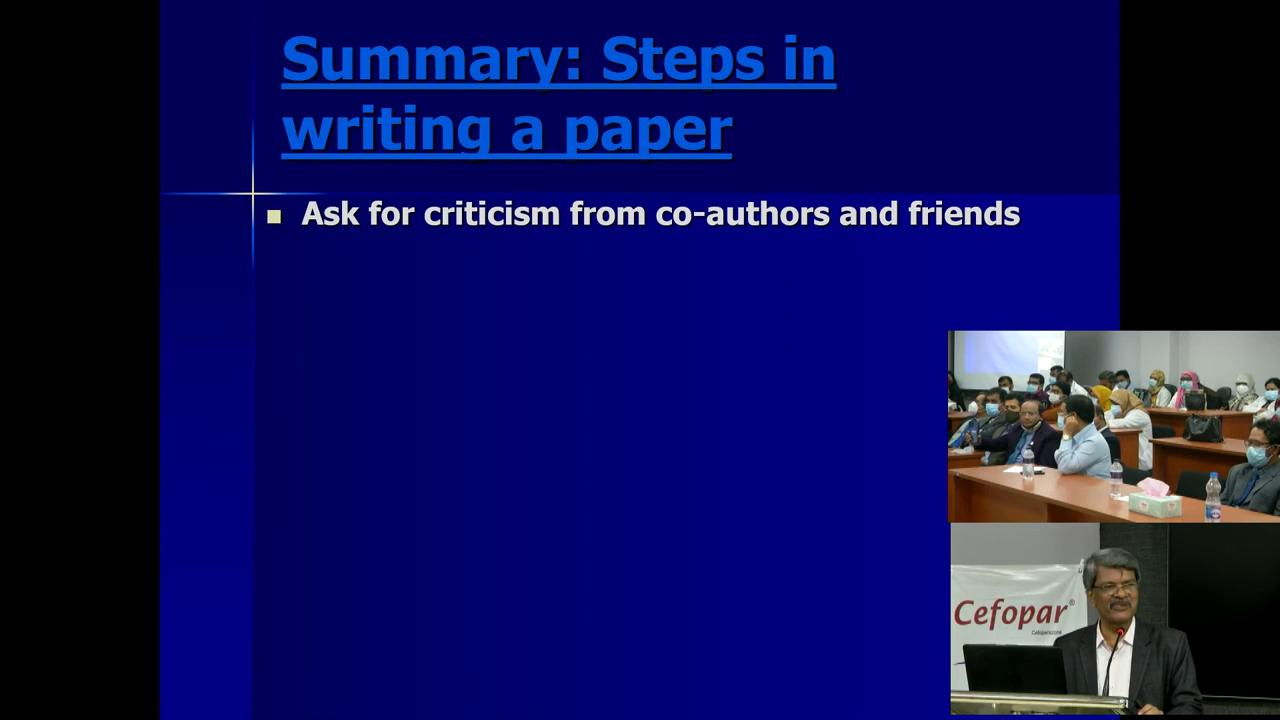 Summary: Steps in
writing a paper
Ask for criticism from co-authors and friends
Cefopar®